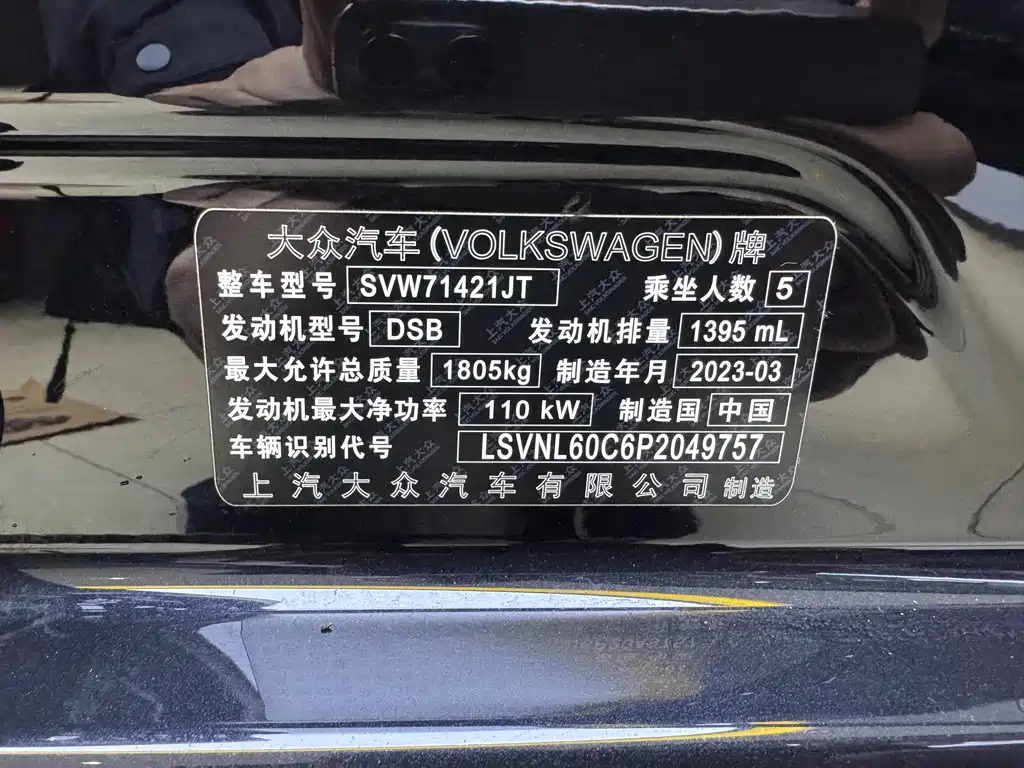 大众汽车(VOLKSWAGEN)牌
整车型号 SVW71421JT 乘坐人数 5
发动机型号 DSB 发动机排量 1395 mL
最大允许总质量 1805kg 制造年月 2023-03
发动机最大净功率 110 kW 制造国 中国
车辆识别代号 LSVNL60C6P2049757
上汽大众汽车有限公司 制造